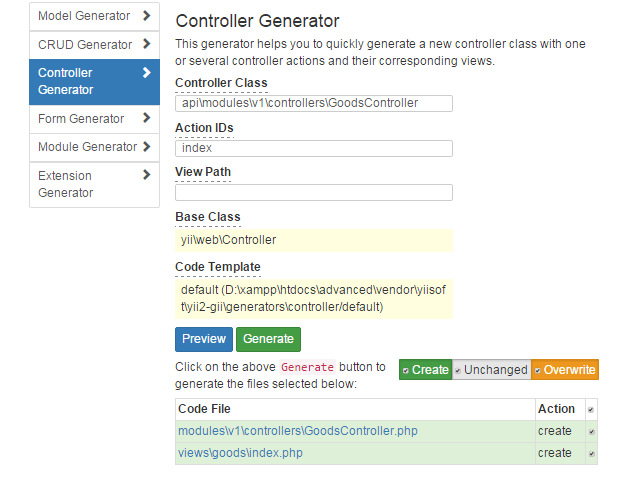 Model Generator
CRUD Generator
Controller
Generator
Form Generator
Module Generator
Extension
Generator
Controller Generator
This generator helps you to quickly generate a new controller class with one
or several controller actions and their corresponding views.
Controller Class
api\modules\v1\controllers\GoodsController
Action IDs
index
View Path
Base Class
yii\web\Controller
Code Template
default (D:\xampp\htdocs\advanced\vendor\yiisof
t\yii2-gii\generators\controller/default)
Preview Generate
Click on the above Generate button to
generate the files selected below:
Create Unchanged Overwrite
Code File Action
modules\v1\controllers\GoodsController.php create
views\goods\index.php create